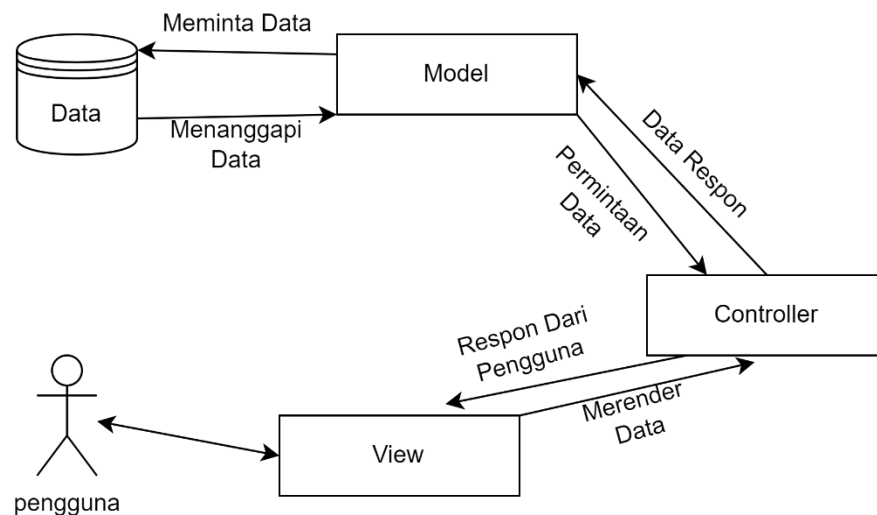 Meminta Data
Model
Data
Menanggapi
Data
Data Respon
Permintaan
Data
Controller
Respon Dari
Pengguna
Merender
Data
View
pengguna